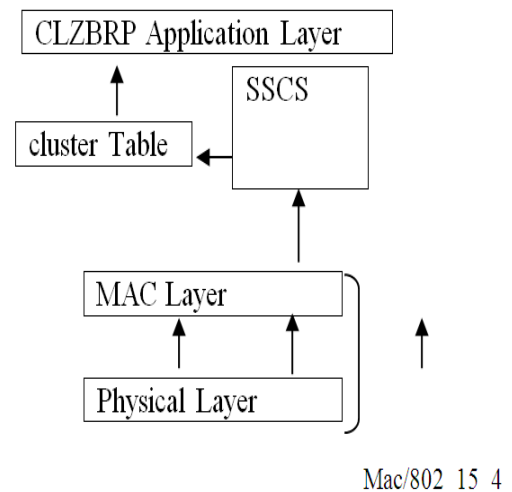 CLZBRP Application Layer
SSCS
cluster Table
MAC Layer
Physical Layer
Mac/802 15 4